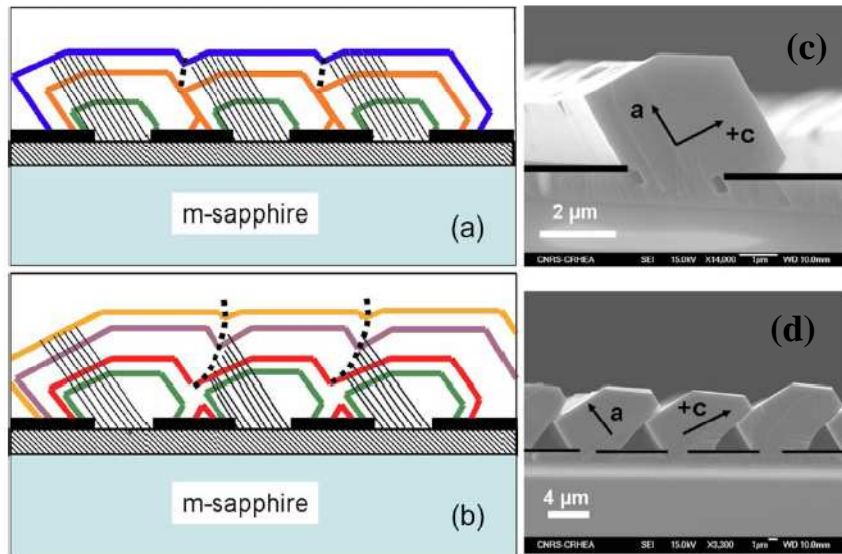 m-sapphire
(a)
m-sapphire
(b)
(c)
a
+c
2 µm
CNRS-CRHEA SEI 15.0kV X14,000 1µm WD 10.0mm
(d)
a
+c
4 µm
CNRS-CRHEA SEI 15.0kV X3,300 1µm WD 10.0mm